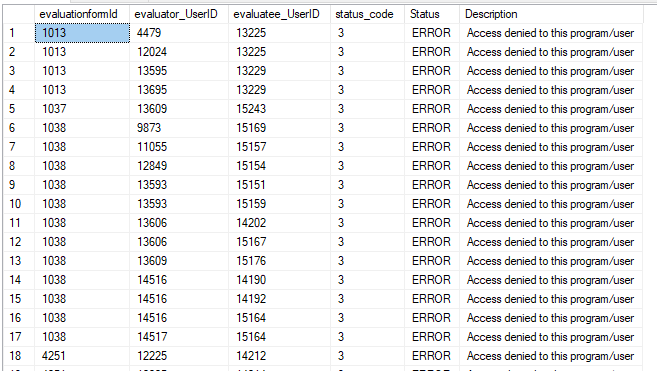 evaluationfomId evaluator_UserID evaluatee_UserID status_code Status Description
1 1013 4479 13225 3 ERROR Access denied to this program/user
2 1013 12024 13225 3 ERROR Access denied to this program/user
3 1013 13595 13229 3 ERROR Access denied to this program/user
4 1013 13695 13229 3 ERROR Access denied to this program/user
5 1037 13609 15243 3 ERROR Access denied to this program/user
6 1038 9873 15169 3 ERROR Access denied to this program/user
7 1038 11055 15157 3 ERROR Access denied to this program/user
8 1038 12849 15154 3 ERROR Access denied to this program/user
9 1038 13593 15151 3 ERROR Access denied to this program/user
10 1038 13593 15159 3 ERROR Access denied to this program/user
11 1038 13606 14202 3 ERROR Access denied to this program/user
12 1038 13606 15167 3 ERROR Access denied to this program/user
13 1038 13609 15176 3 ERROR Access denied to this program/user
14 1038 14516 14190 3 ERROR Access denied to this program/user
15 1038 14516 14192 3 ERROR Access denied to this program/user
16 1038 14516 15164 3 ERROR Access denied to this program/user
17 1038 14517 15164 3 ERROR Access denied to this program/user
18 4251 12225 14212 3 ERROR Access denied to this program/user